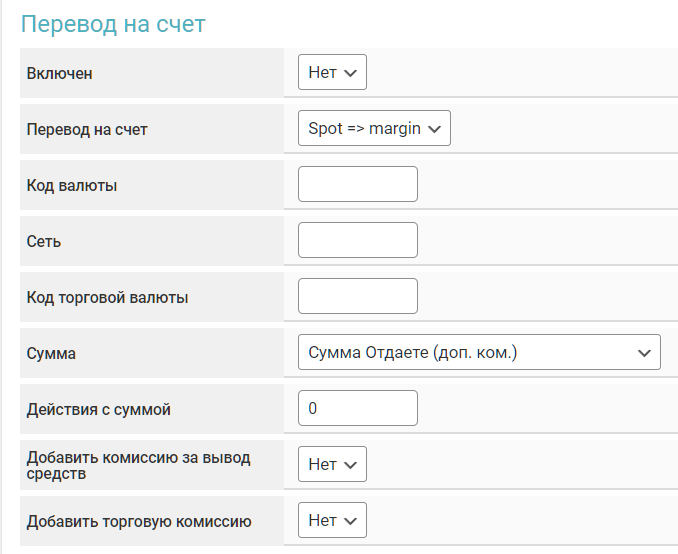 Перевод на счет
Включен Нет
Перевод на счет Spot => margin
Код валюты
Сеть
Код торговой валюты
Сумма Сумма Отдаете (доп. ком.)
Действия с суммой 0
Добавить комиссию за вывод
средств Нет
Добавить торговую комиссию Нет